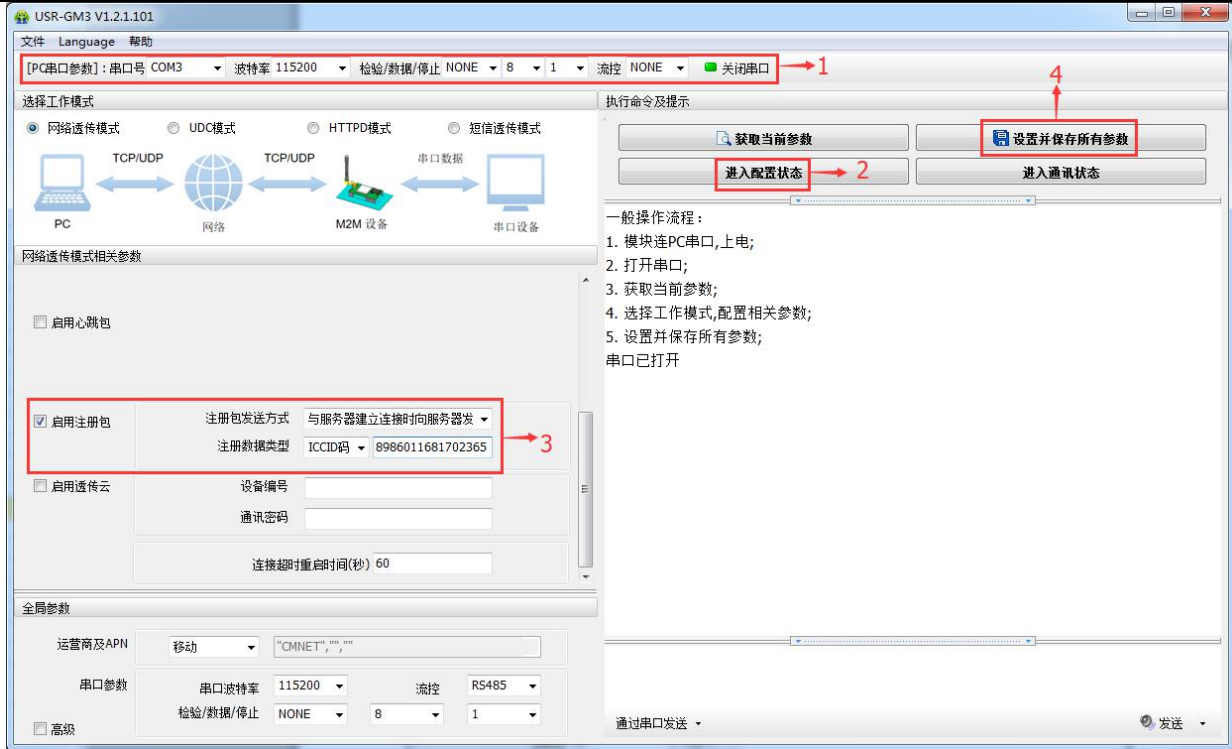 USR-GM3 V1.2.1.101
文件 Language 帮助
[PC串口参数]:串口号 COM3 波特率 115200 检验/数据/停止 NONE 8 1 流控 NONE 关闭串口 1
4
选择工作模式
执行命令及提示
网络透传模式 UDC模式 HTTPD模式 短信透传模式
获取当前参数 设置并保存所有参数
TCP/UDP TCP/UDP 串口数据
进入配置状态 2 进入通讯状态
PC 网络 M2M 设备 串口设备
网络透传模式相关参数
一般操作流程:
1. 模块连PC串口,上电;
2. 打开串口;
3. 获取当前参数;
4. 选择工作模式,配置相关参数;
5. 设置并保存所有参数;
串口已打开
启用心跳包
启用注册包 注册包发送方式 与服务器建立连接时向服务器发
注册数据类型 ICCID码 8986011681702365
3
启用透传云 设备编号
通讯密码
连接超时重启时间(秒) 60
全局参数
运营商及APN 移动 "CMNET","",""
串口参数 串口波特率 115200 流控 RS485
检验/数据/停止 NONE 8 1
高级
通过串口发送 发送